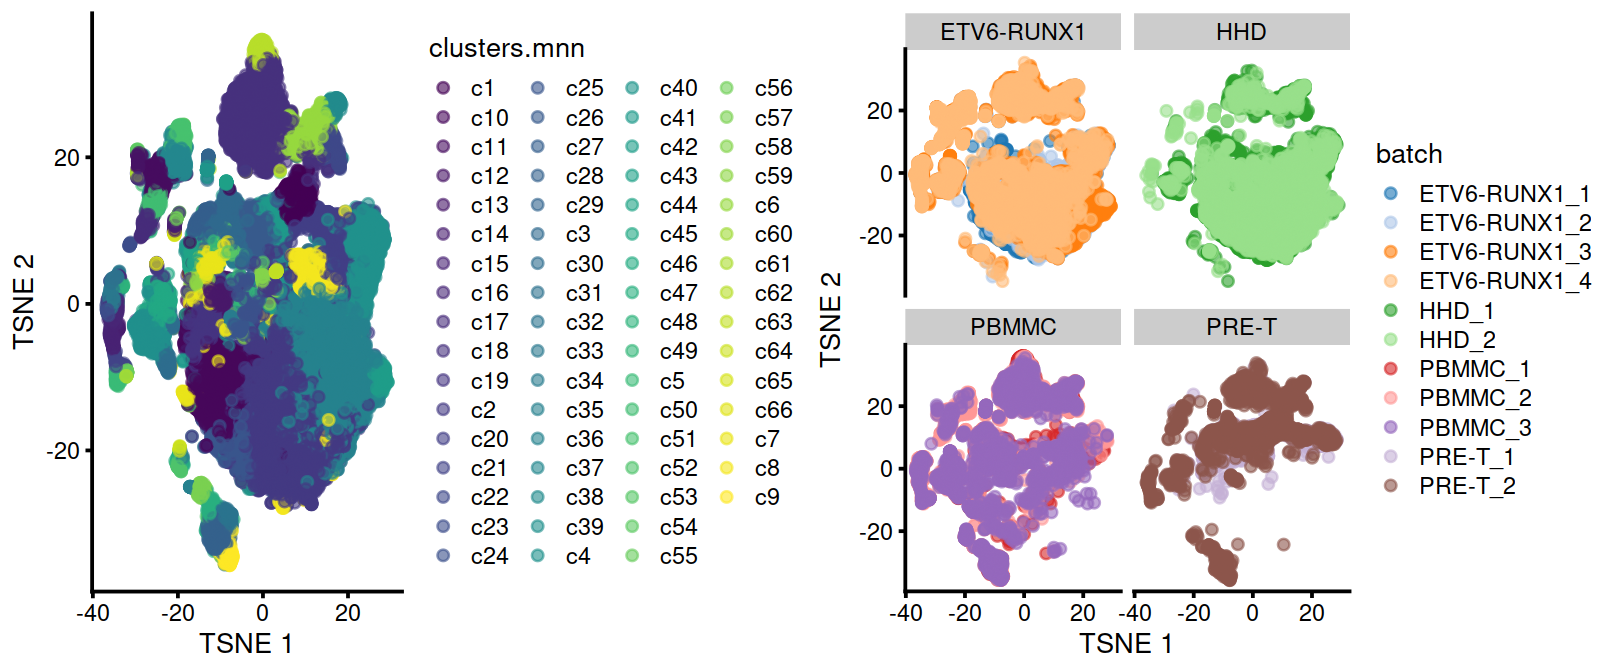 clusters.mnn
c1 c25 c40 c56
c10 c26 c41 c57
c11 c27 c42 c58
c12 c28 c43 c59
c13 c29 c44 c6
c14 c3 c45 c60
c15 c30 c46 c61
c16 c31 c47 c62
c17 c32 c48 c63
c18 c33 c49 c64
c19 c34 c5 c65
c2 c35 c50 c66
c20 c36 c51 c7
c21 c37 c52 c8
c22 c38 c53 c9
c23 c39 c54
c24 c4 c55
TSNE 2
20
0
-20
-40 -20 0 20
TSNE 1
ETV6-RUNX1 HHD
20
0
-20
PBMMC PRE-T
20
0
-20
TSNE 2
-40 -20 0 20 -40 -20 0 20
TSNE 1
batch
ETV6-RUNX1_1
ETV6-RUNX1_2
ETV6-RUNX1_3
ETV6-RUNX1_4
HHD_1
HHD_2
PBMMC_1
PBMMC_2
PBMMC_3
PRE-T_1
PRE-T_2